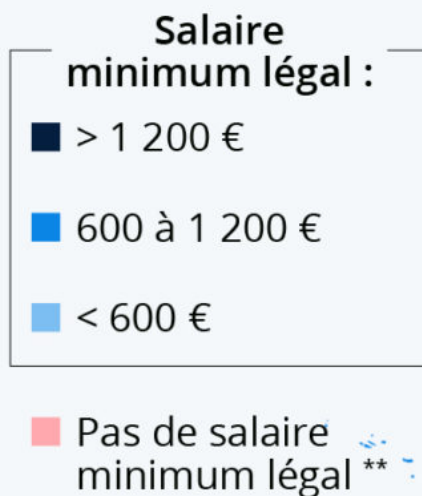 Salaire
minimum légal :
> 1 200 €
600 à 1 200 €
< 600 €
Pas de salaire
minimum légal **